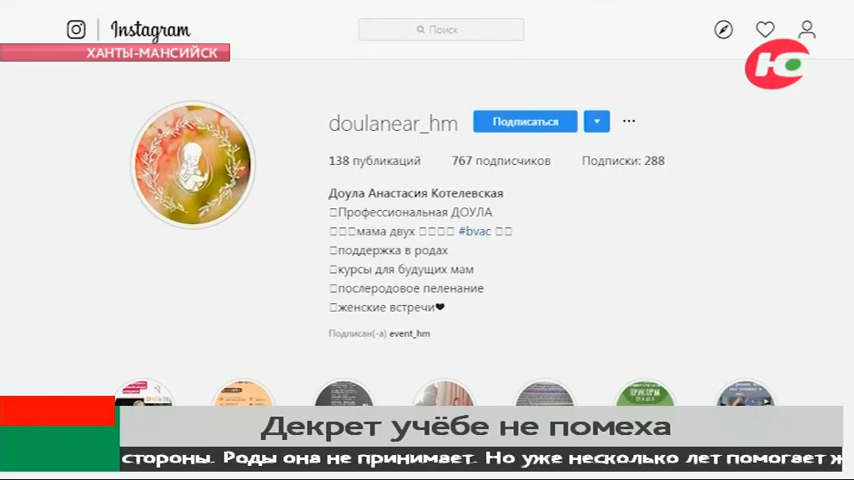 Instagram
Поиск
ХАНТЫ-МАНСИЙСК
Ю
doulanear_hm
Подписаться
138 публикаций 767 подписчиков Подписки: 288
Доула Анастасия Котелевская
Профессиональная ДОУЛА
мама двух #bvac
поддержка в родах
курсы для будущих мам
послеродовое пеленание
женские встречи
Подписан(-а) event_hm
ПРИКОРМ
Декрет учёбе не помеха
стороны. Роды она не принимает. Но уже несколько лет помогает ж